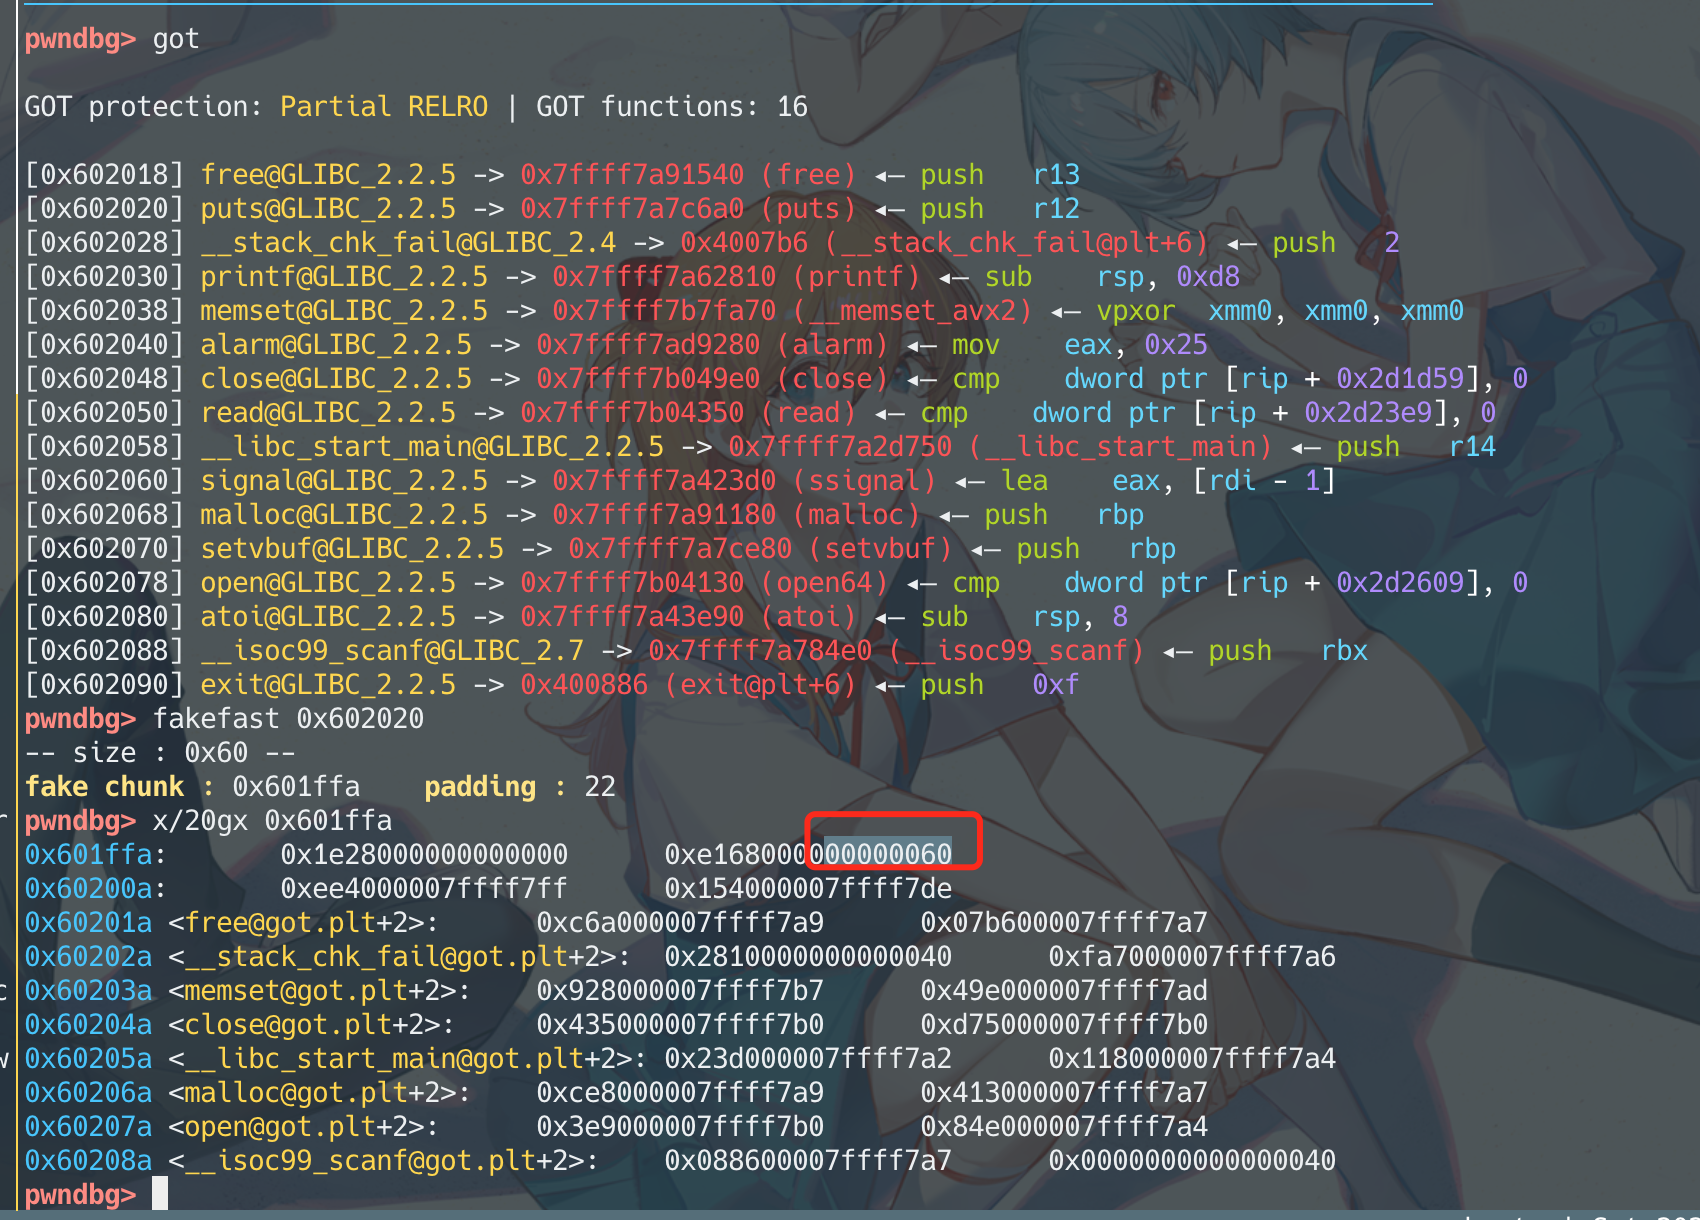 pwndbg> got
GOT protection: Partial RELRO | GOT functions: 16
[0x602018] free@GLIBC_2.2.5 -> 0x7ffff7a91540 (free) ◂— push   r13
[0x602020] puts@GLIBC_2.2.5 -> 0x7ffff7a7c6a0 (puts) ◂— push   r12
[0x602028] __stack_chk_fail@GLIBC_2.4 -> 0x4007b6 (__stack_chk_fail@plt+6) ◂— push   2
[0x602030] printf@GLIBC_2.2.5 -> 0x7ffff7a62810 (printf) ◂— sub    rsp, 0xd8
[0x602038] memset@GLIBC_2.2.5 -> 0x7ffff7b7fa70 (__memset_avx2) ◂— vpxor  xmm0, xmm0, xmm0
[0x602040] alarm@GLIBC_2.2.5 -> 0x7ffff7ad9280 (alarm) ◂— mov    eax, 0x25
[0x602048] close@GLIBC_2.2.5 -> 0x7ffff7b049e0 (close) ◂— cmp    dword ptr [rip + 0x2d1d59], 0
[0x602050] read@GLIBC_2.2.5 -> 0x7ffff7b04350 (read) ◂— cmp    dword ptr [rip + 0x2d23e9], 0
[0x602058] __libc_start_main@GLIBC_2.2.5 -> 0x7ffff7a2d750 (__libc_start_main) ◂— push   r14
[0x602060] signal@GLIBC_2.2.5 -> 0x7ffff7a423d0 (ssignal) ◂— lea    eax, [rdi - 1]
[0x602068] malloc@GLIBC_2.2.5 -> 0x7ffff7a91180 (malloc) ◂— push   rbp
[0x602070] setvbuf@GLIBC_2.2.5 -> 0x7ffff7a7ce80 (setvbuf) ◂— push   rbp
[0x602078] open@GLIBC_2.2.5 -> 0x7ffff7b04130 (open64) ◂— cmp    dword ptr [rip + 0x2d2609], 0
[0x602080] atoi@GLIBC_2.2.5 -> 0x7ffff7a43e90 (atoi) ◂— sub    rsp, 8
[0x602088] __isoc99_scanf@GLIBC_2.7 -> 0x7ffff7a784e0 (__isoc99_scanf) ◂— push   rbx
[0x602090] exit@GLIBC_2.2.5 -> 0x400886 (exit@plt+6) ◂— push   0xf
pwndbg> fakefast 0x602020
-- size : 0x60 --
fake chunk : 0x601ffa    padding : 22
pwndbg> x/20gx 0x601ffa
0x601ffa:       0x1e28000000000000      0xe168000000000060
0x60200a:       0xee4000007ffff7ff      0x154000007ffff7de
0x60201a <free@got.plt+2>:      0xc6a000007ffff7a9      0x07b600007ffff7a7
0x60202a <__stack_chk_fail@got.plt+2>:  0x2810000000000040      0xfa7000007ffff7a6
0x60203a <memset@got.plt+2>:    0x928000007ffff7b7      0x49e000007ffff7ad
0x60204a <close@got.plt+2>:     0x435000007ffff7b0      0xd75000007ffff7b0
0x60205a <__libc_start_main@got.plt+2>: 0x23d000007ffff7a2      0x118000007ffff7a4
0x60206a <malloc@got.plt+2>:    0xce8000007ffff7a9      0x413000007ffff7a7
0x60207a <open@got.plt+2>:      0x3e9000007ffff7b0      0x84e000007ffff7a4
0x60208a <__isoc99_scanf@got.plt+2>:    0x088600007ffff7a7      0x0000000000000040
pwndbg>